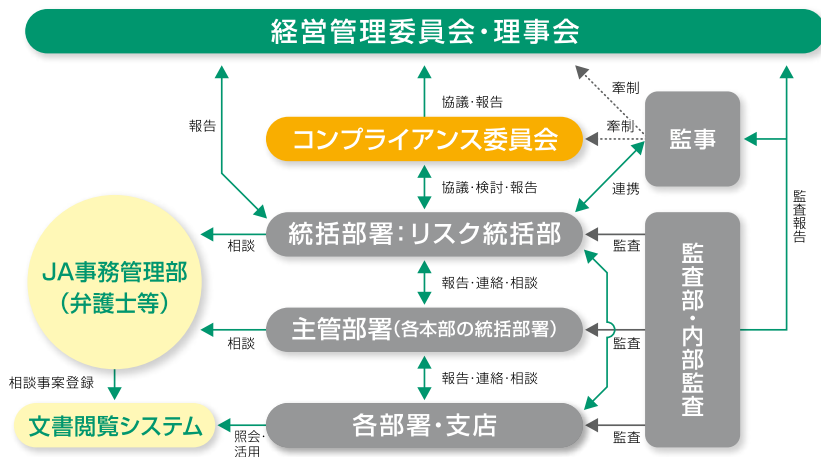 経営管理委員会・理事会
報告
協議・報告
牽制
コンプライアンス委員会
牽制
監事
協議・検討・報告
連携
監査報告
JA事務管理部
（弁護士等）
相談
統括部署：リスク統括部
監査
報告・連絡・相談
相談
主管部署（各本部の統括部署）
監査
監査部・内部監査
相談事案登録
報告・連絡・相談
文書閲覧システム
照会・
活用
各部署・支店
監査